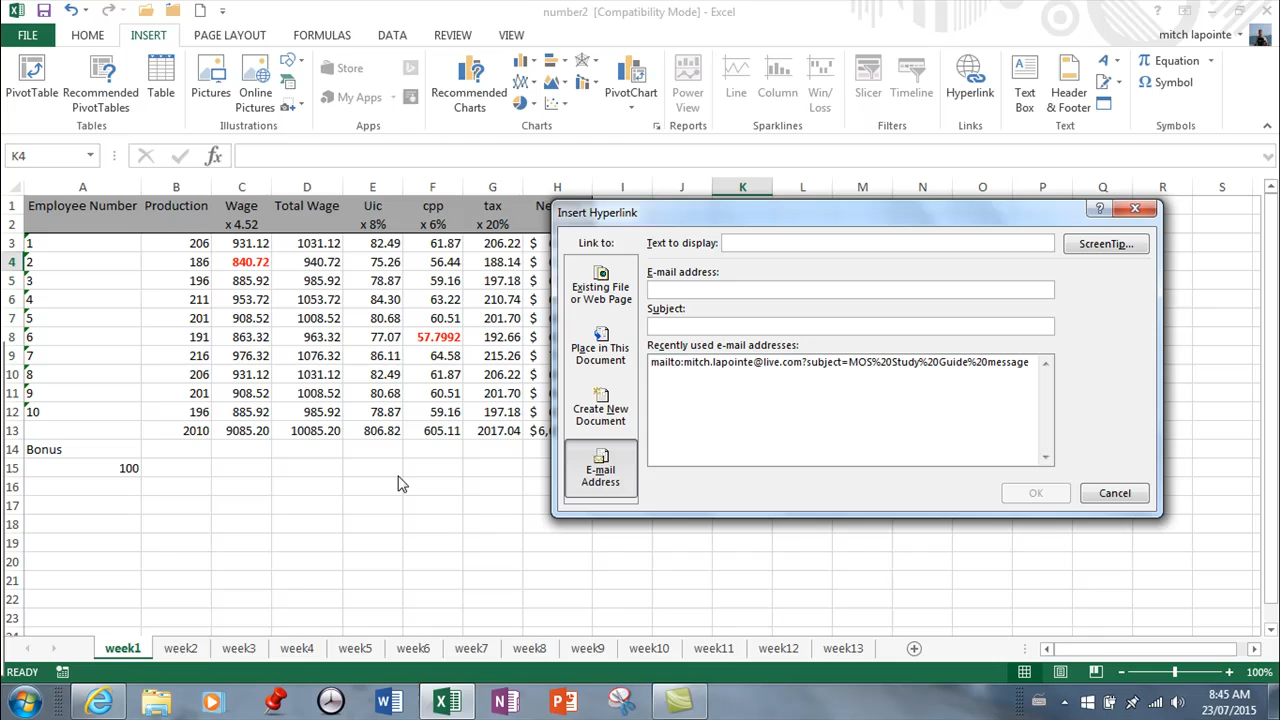 number2 [Compatibility Mode] - Excel
FILE HOME INSERT PAGE LAYOUT FORMULAS DATA REVIEW VIEW mitch lapointe
PivotTable Recommended PivotTables Table Pictures Online Pictures Store My Apps Recommended Charts PivotChart Power View Line Column Win/Loss Slicer Timeline Hyperlink Text Box Header & Footer Equation Symbol
Tables Illustrations Apps Charts Reports Sparklines Filters Links Text Symbols
K4 fx
A B C D E F G H I J K L M N O P Q R S
1 Employee Number Production Wage Total Wage Uic cpp tax
2 x 4.52 x 8% x 6% x 20%
3 1 206 931.12 1031.12 82.49 61.87 206.22 $
4 2 186 840.72 940.72 75.26 56.44 188.14 $
5 3 196 885.92 985.92 78.87 59.16 197.18 $
6 4 211 953.72 1053.72 84.30 63.22 210.74 $
7 5 201 908.52 1008.52 80.68 60.51 201.70 $
8 6 191 863.32 963.32 77.07 57.7992 192.66 $
9 7 216 976.32 1076.32 86.11 64.58 215.26 $
10 8 206 931.12 1031.12 82.49 61.87 206.22 $
11 9 201 908.52 1008.52 80.68 60.51 201.70 $
12 10 196 885.92 985.92 78.87 59.16 197.18 $
13 2010 9085.20 10085.20 806.82 605.11 2017.04 $6,
14 Bonus
15 100
16
17
18
19
20
21
22
23
Insert Hyperlink
Link to: Text to display: ScreenTip...
Existing File or Web Page
Place in This Document
Create New Document
E-mail Address
E-mail address:
Subject:
Recently used e-mail addresses:
mailto:mitch.lapointe@live.com?subject=MOS%20Study%20Guide%20message
OK Cancel
week1 week2 week3 week4 week5 week6 week7 week8 week9 week10 week11 week12 week13
READY 100%
8:45 AM
23/07/2015